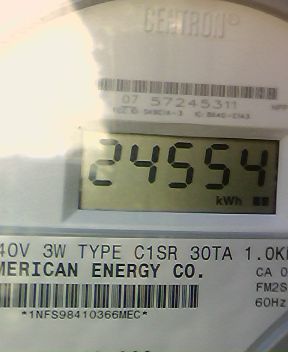 CENTRON®
07 57245311
24554
kWh
40V 3W TYPE C1SR 30TA 1.0K
MERICAN ENERGY CO.
CA 0
FM2S
60Hz
*1NFS98410366MEC*